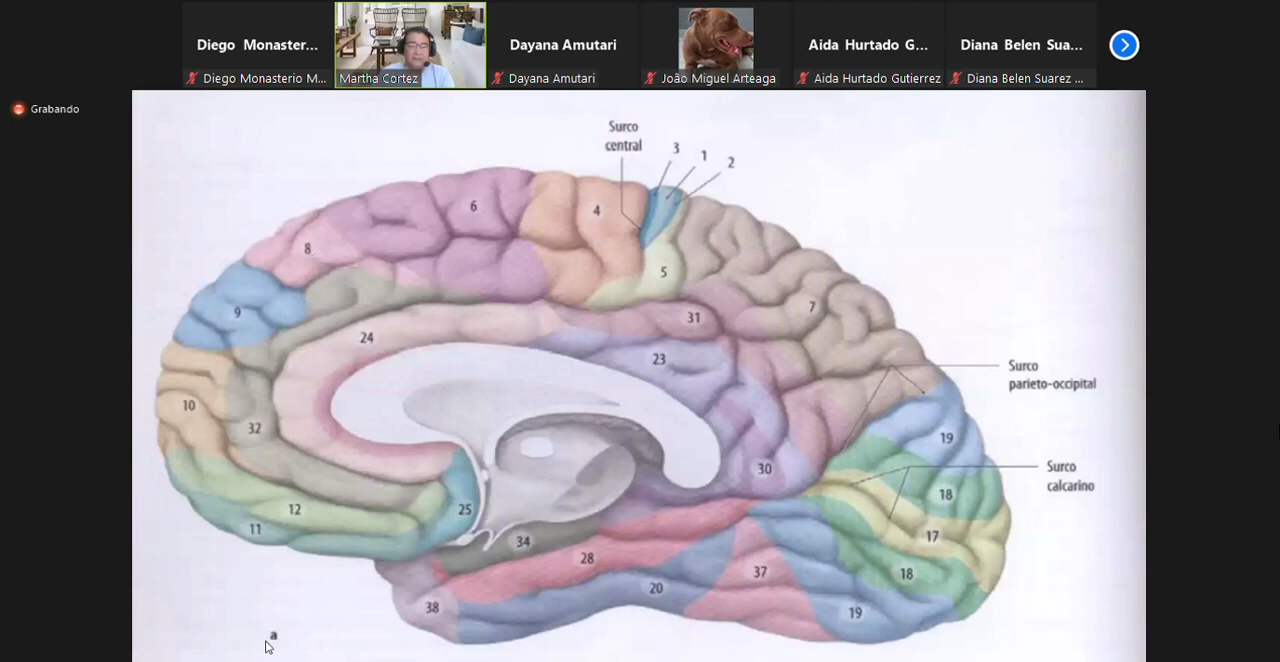 Diego Monaster...
Dayana Amutari
Aida Hurtado G...
Diana Belen Sua...
Diego Monasterio M...
Martha Cortez
Dayana Amutari
João Miguel Arteaga
Aida Hurtado Gutierrez
Diana Belen Suarez ...
Grabando
Surco
central
3
1
2
6
4
8
5
9
31
7
24
23
Surco
parieto-occipital
10
32
19
30
Surco
calcarino
18
12
25
11
17
34
28
37
18
20
38
19
a